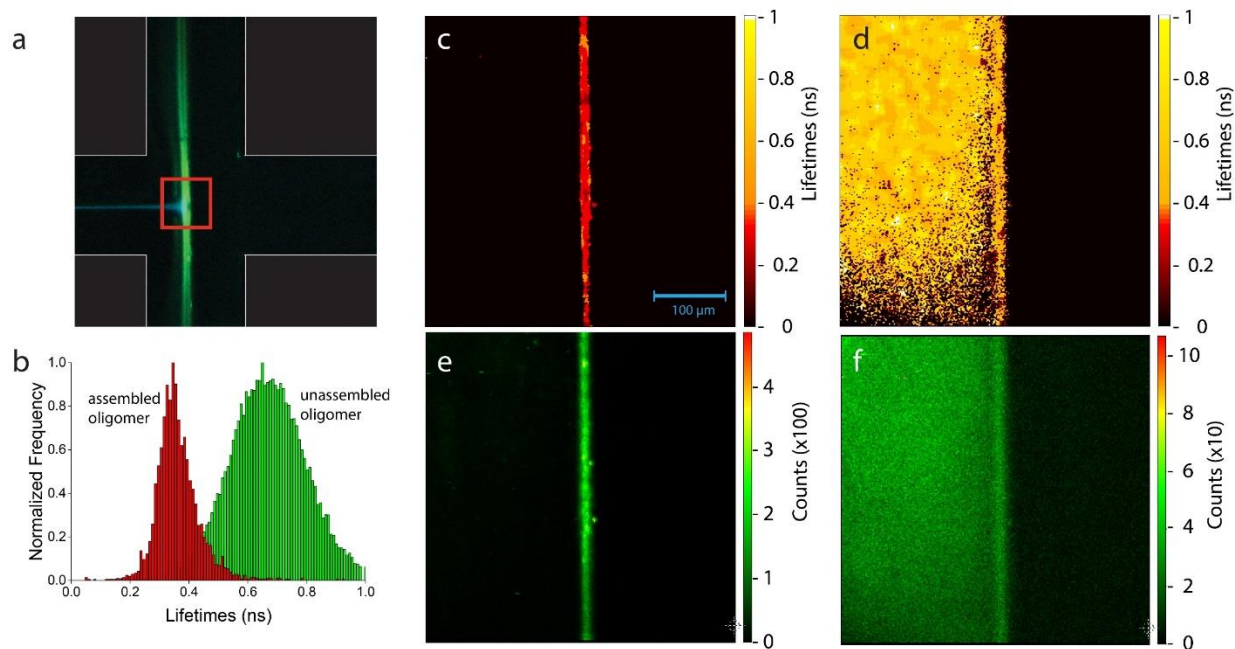 a
c
1
0.8
0.6
0.4
0.2
0
Lifetimes (ns)
100 µm
d
1
0.8
0.6
0.4
0.2
0
Lifetimes (ns)
b
1.0
0.8
0.6
0.4
0.2
0.0
Normalized Frequency
assembled
oligomer
unassembled
oligomer
0.0 0.2 0.4 0.6 0.8 1.0
Lifetimes (ns)
e
4
3
2
1
0
Counts (x100)
f
10
8
6
4
2
0
Counts (x10)